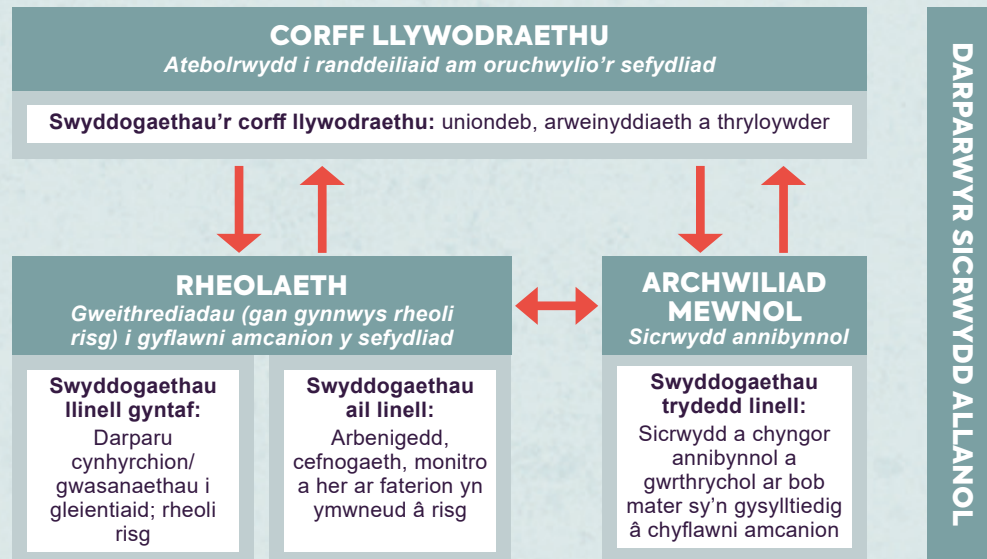 CORFF LLYWODRAETHU
Atebolrwydd i randdeiliaid am oruchwylio’r sefydliad
Swyddogaethau’r corff llywodraethu: uniondeb, arweinyddiaeth a thryloywder
RHEOLAETH
Gweithrediadau (gan gynnwys rheoli
risg) i gyflawni amcanion y sefydliad
Swyddogaethau
llinell gyntaf:
Darparu
cynhyrchion/
gwasanaethau i
gleientiaid; rheoli
risg
Swyddogaethau
ail linell:
Arbenigedd,
cefnogaeth, monitro
a her ar faterion yn
ymwneud â risg
ARCHWILIAD
MEWNOL
Sicrwydd annibynnol
Swyddogaethau
trydedd linell:
Sicrwydd a chyngor
annibynnol a
gwrthrychol ar bob
mater sy’n gysylltiedig
â chyflawni amcanion
DARPARWYR SICRWYDD ALLANOL